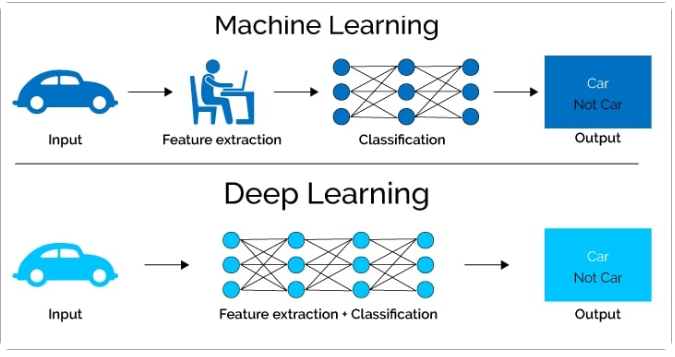 Machine Learning
Car
Not Car
Input
Feature extraction
Classification
Output
Deep Learning
Car
Not Car
Input
Feature extraction + Classification
Output